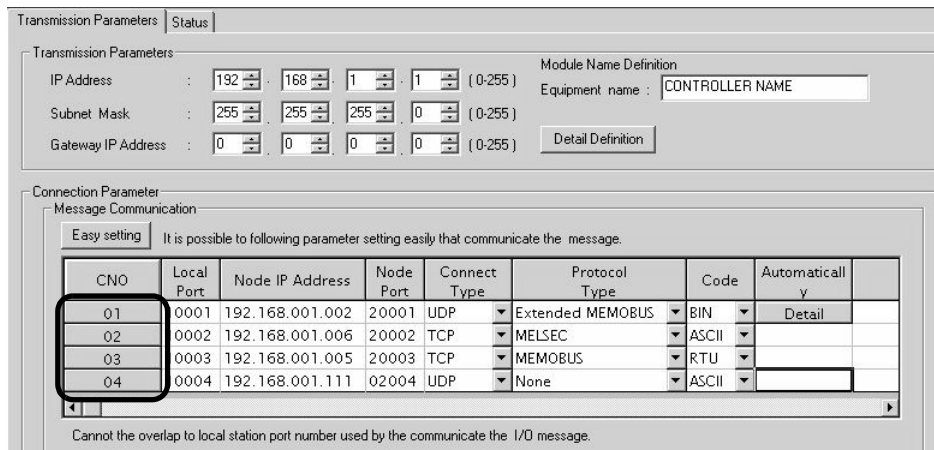 Transmission Parameters Status
Transmission Parameters
IP Address : 192 . 168 . 1 . 1 ( 0-255 )
Subnet Mask : 255 . 255 . 255 . 0 ( 0-255 )
Gateway IP Address : 0 . 0 . 0 . 0 ( 0-255 )
Module Name Definition
Equipment name : CONTROLLER NAME
Detail Definition
Connection Parameter
Message Communication
Easy setting It is possible to following parameter setting easily that communicate the message.
CNO Local Port Node IP Address Node Port Connect Type Protocol Type Code Automaticall y
01 0001 192.168.001.002 20001 UDP Extended MEMOBUS BIN Detail
02 0002 192.168.001.006 20002 TCP MELSEC ASCII
03 0003 192.168.001.005 20003 TCP MEMOBUS RTU
04 0004 192.168.001.111 02004 UDP None ASCII
Cannot the overlap to local station port number used by the communicate the I/O message.